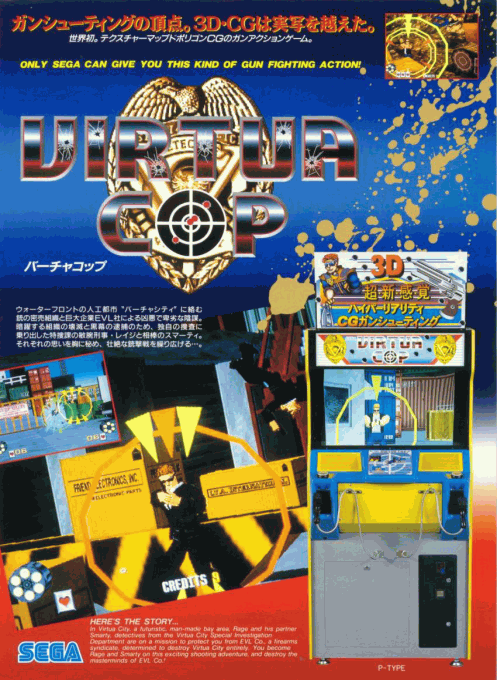 ガンシューティングの頂点。3D・CGは実写を越えた。
世界初。テクスチャーマップドポリゴンCGのガンアクションゲーム。
ONLY SEGA CAN GIVE YOU THIS KIND OF GUN FIGHTING ACTION!
VIRTUA
COP
バーチャコップ
ウォーターフロントの人工都市“バーチャシティ”に絡む
銃の密売組織と巨大企業EVL社による凶悪で卑劣な陰謀。
暗躍する組織の壊滅と黒幕の逮捕のため、独自の捜査に
乗り出した特捜課の敏腕刑事・レイジと相棒のスマーティ。
それぞれの思いを胸に秘め、壮絶な銃撃戦を繰り広げる…。
3D
超新感覚
ハイパーリアリティ
CGガンシューティング
VIRTUA
COP
ELECTRONICS, INC.
ELECTRONIC PARTS
CREDITS 3
HERE'S THE STORY...
In Virtua City, a futuristic, man-made bay area, Rage and his partner
Smarty, detectives from the Virtua City Special Investigation
Department are on a mission to protect you from EVL Co., a firearms
syndicate, determined to destroy Virtua City entirely. You become
Rage and Smarty on this exciting shooting adventure, and destroy the
masterminds of EVL Co.!
SEGA
P-TYPE